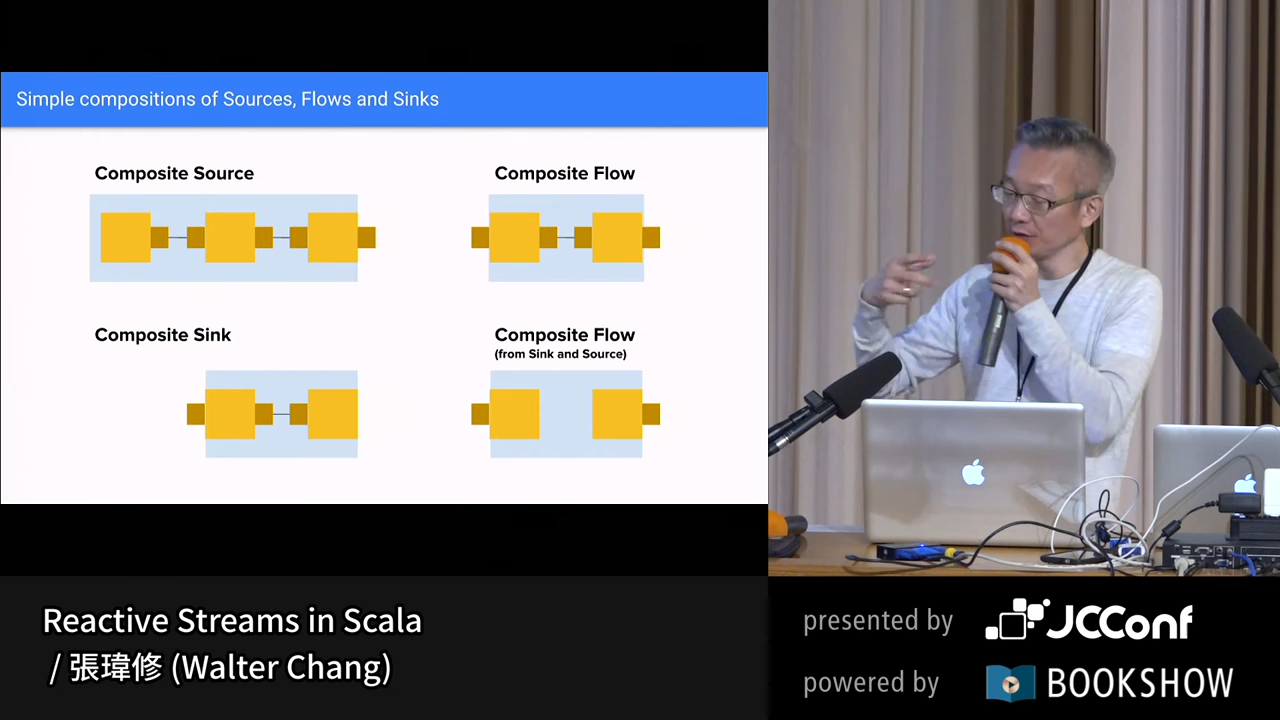 Simple compositions of Sources, Flows and Sinks
Composite Source
Composite Flow
Composite Sink
Composite Flow
(from Sink and Source)
Reactive Streams in Scala
/ 張瑋修 (Walter Chang)
presented by JCConf
powered by BOOKSHOW